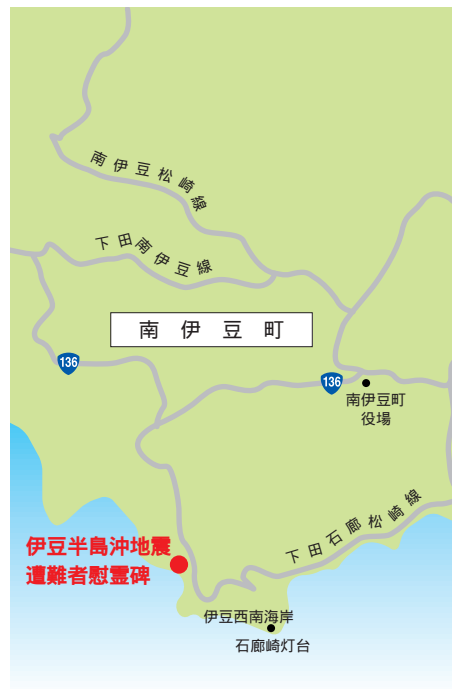 南伊豆松崎線
下田南伊豆線
南伊豆町
136
136
南伊豆町
役場
下田石廊松崎線
伊豆半島沖地震
遭難者慰霊碑
伊豆西南海岸
石廊崎灯台